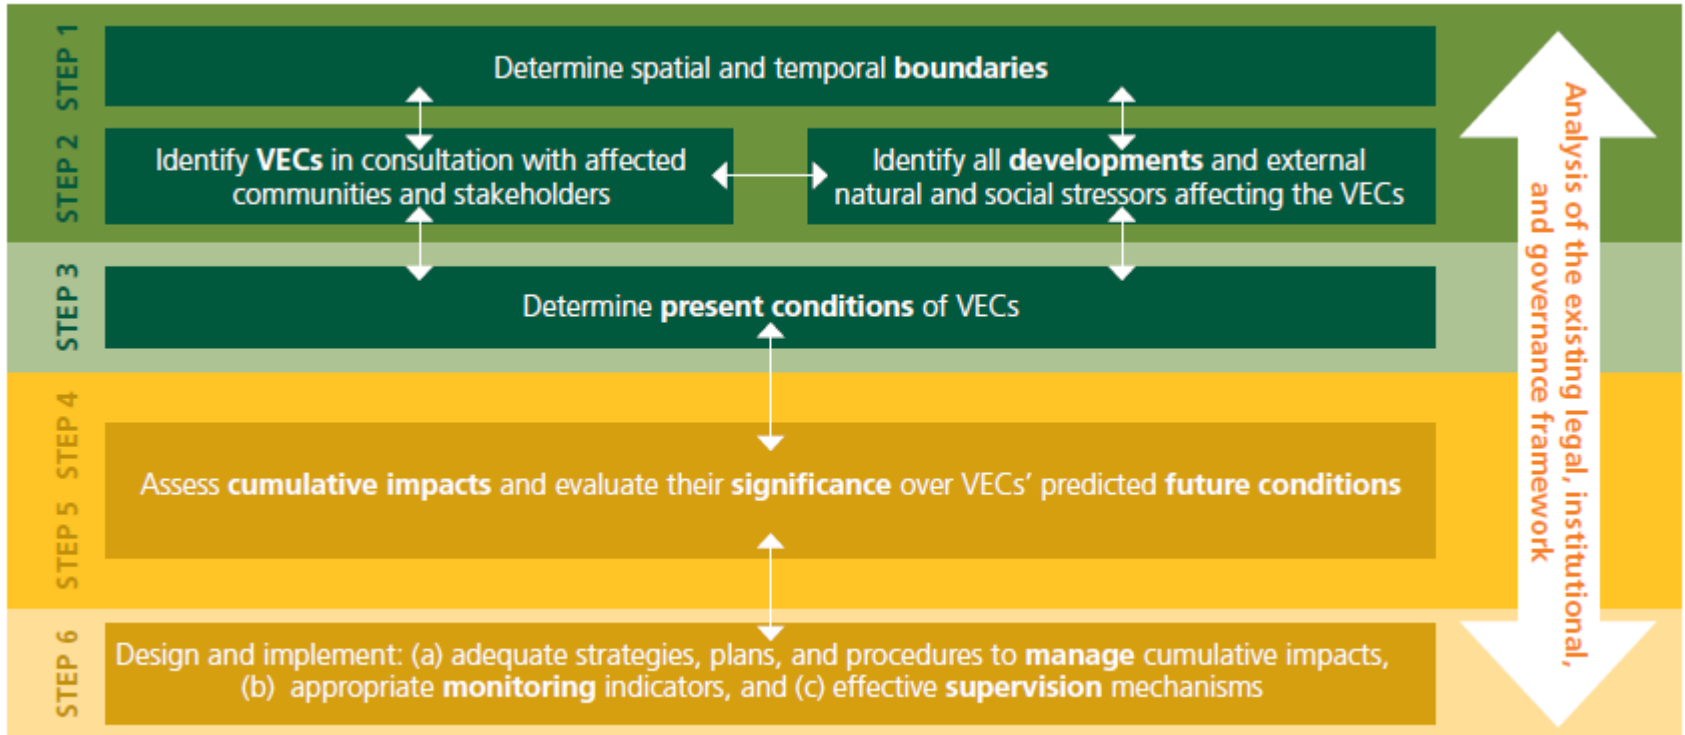 STEP 1
Determine spatial and temporal boundaries
STEP 2
Identify VECs in consultation with affected
communities and stakeholders
Identify all developments and external
natural and social stressors affecting the VECs
STEP 3
Determine present conditions of VECs
STEP 4
STEP 5
Assess cumulative impacts and evaluate their significance over VECs’ predicted future conditions
STEP 6
Design and implement: (a) adequate strategies, plans, and procedures to manage cumulative impacts,
(b) appropriate monitoring indicators, and (c) effective supervision mechanisms
Analysis of the existing legal, institutional,
and governance framework